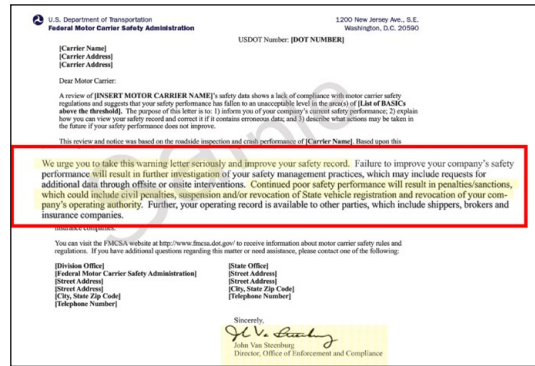 U.S. Department of Transportation
Federal Motor Carrier Safety Administration
1200 New Jersey Ave., S.E.
Washington, D.C. 20590
USDOT Number: [DOT NUMBER]
[Carrier Name]
[Carrier Address]
[Carrier Address]
Dear Motor Carrier:
A review of [INSERT MOTOR CARRIER NAME]'s safety data shows a lack of compliance with motor carrier safety
regulations and suggests that your safety performance has fallen to an unacceptable level in the area(s) of [List of BASICs
above the threshold]. The purpose of this letter is to: 1) inform you of your company's current safety performance; 2) explain
how you can view your safety record and correct it if it contains erroneous data; and 3) describe what actions may be taken in
the future if your safety performance does not improve.
This review and notice was based on the roadside inspection and crash performance of [Carrier Name]. Based upon this
We urge you to take this warning letter seriously and improve your safety record. Failure to improve your company's safety
performance will result in further investigation of your safety management practices, which may include requests for
additional data through offsite or onsite interventions. Continued poor safety performance will result in penalties/sanctions,
which could include civil penalties, suspension and/or revocation of State vehicle registration and revocation of your com-
pany's operating authority. Further, your operating record is available to other parties, which include shippers, brokers and
insurance companies.
insurance companies.
You can visit the FMCSA website at http://www.fmcsa.dot.gov/ to receive information about motor carrier safety rules and
regulations. If you have additional questions regarding this matter or need assistance, please contact one of the following:
[Division Office]
[Federal Motor Carrier Safety Administration]
[Street Address]
[Street Address]
[City, State Zip Code]
[Telephone Number]
[State Office]
[Street Address]
[Street Address]
[City, State Zip Code]
[Telephone Number]
Sincerely,
John Van Steenburg
Director, Office of Enforcement and Compliance
Sample